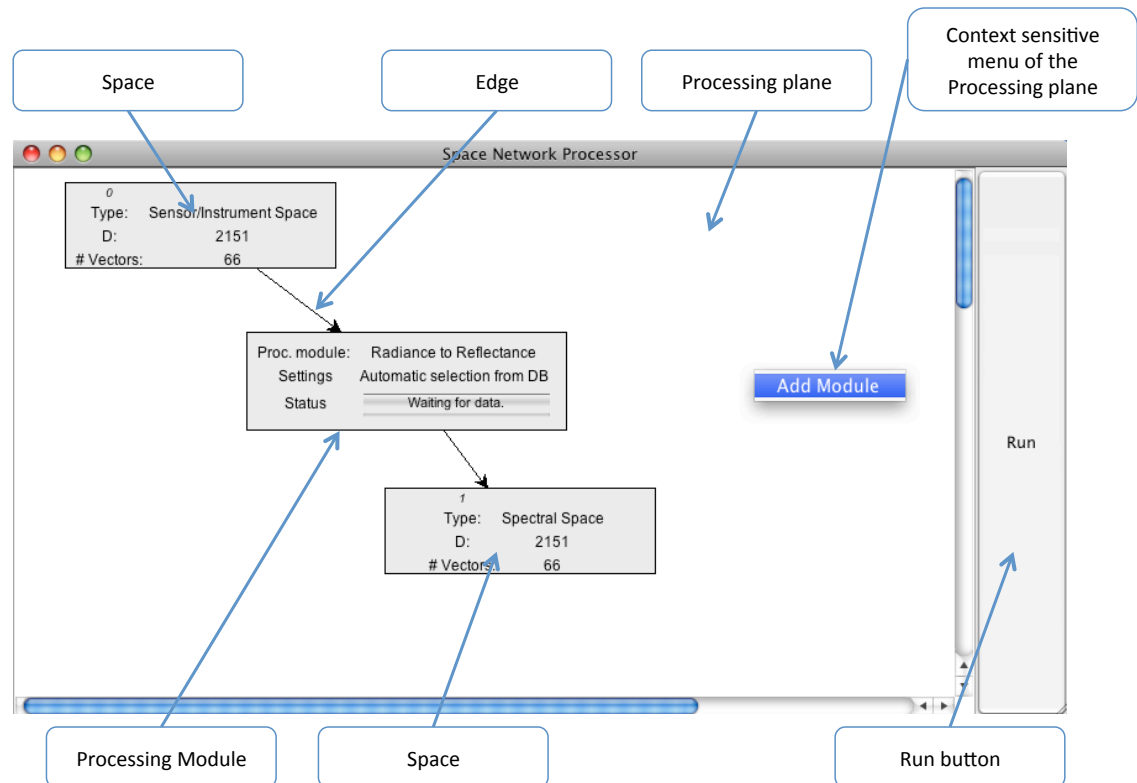 Context sensitive
menu of the
Processing plane
Space
Edge
Processing plane
Space Network Processor
0
Type: Sensor/Instrument Space
D: 2151
# Vectors: 66
Proc. module: Radiance to Reflectance
Settings Automatic selection from DB
Status Waiting for data.
Add Module
Run
1
Type: Spectral Space
D: 2151
# Vectors: 66
Processing Module
Space
Run button